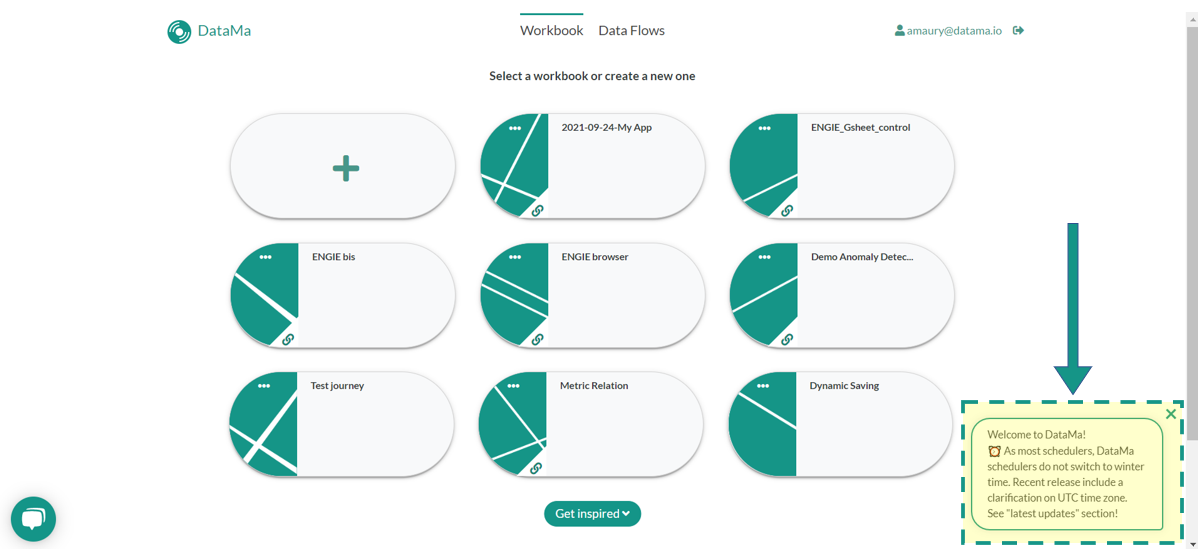 DataMa
Workbook
Data Flows
amaury@datama.io
Select a workbook or create a new one
2021-09-24-My App
ENGIE_Gsheet_control
ENGIE bis
ENGIE browser
Demo Anomaly Detec...
Test journey
Metric Relation
Dynamic Saving
Get inspired
Welcome to DataMa!
⏰ As most schedulers, DataMa
schedulers do not switch to winter
time. Recent release include a
clarification on UTC time zone.
See "latest updates" section!